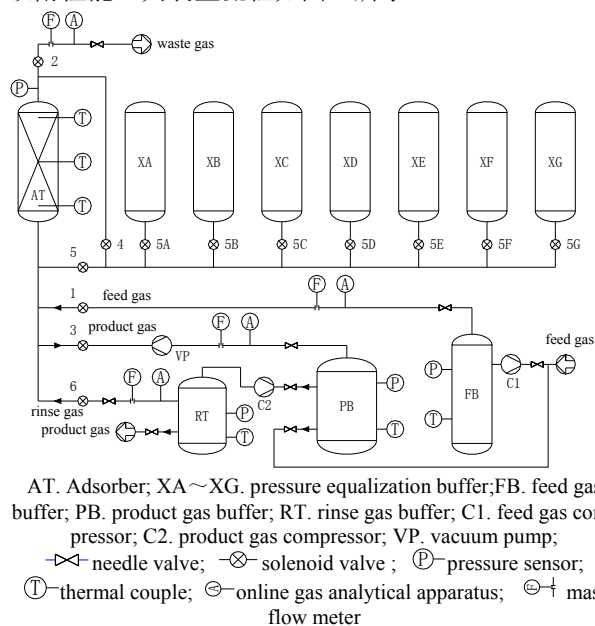 F
A
waste gas
2
P
T
T
T
AT
XA
XB
XC
XD
XE
XF
XG
4
5A
5B
5C
5D
5E
5F
5G
5
1
feed gas
F
A
3
product gas
F
A
VP
feed gas
C1
P
T
FB
6
F
A
C2
P
T
PB
rinse gas
product gas
RT
P
T
AT. Adsorber; XA～XG. pressure equalization buffer;FB. feed gas
buffer; PB. product gas buffer; RT. rinse gas buffer; C1. feed gas com
pressor; C2. product gas compressor; VP. vacuum pump;
needle valve; solenoid valve ; P pressure sensor;
T thermal couple; A online gas analytical apparatus; F mas
flow meter